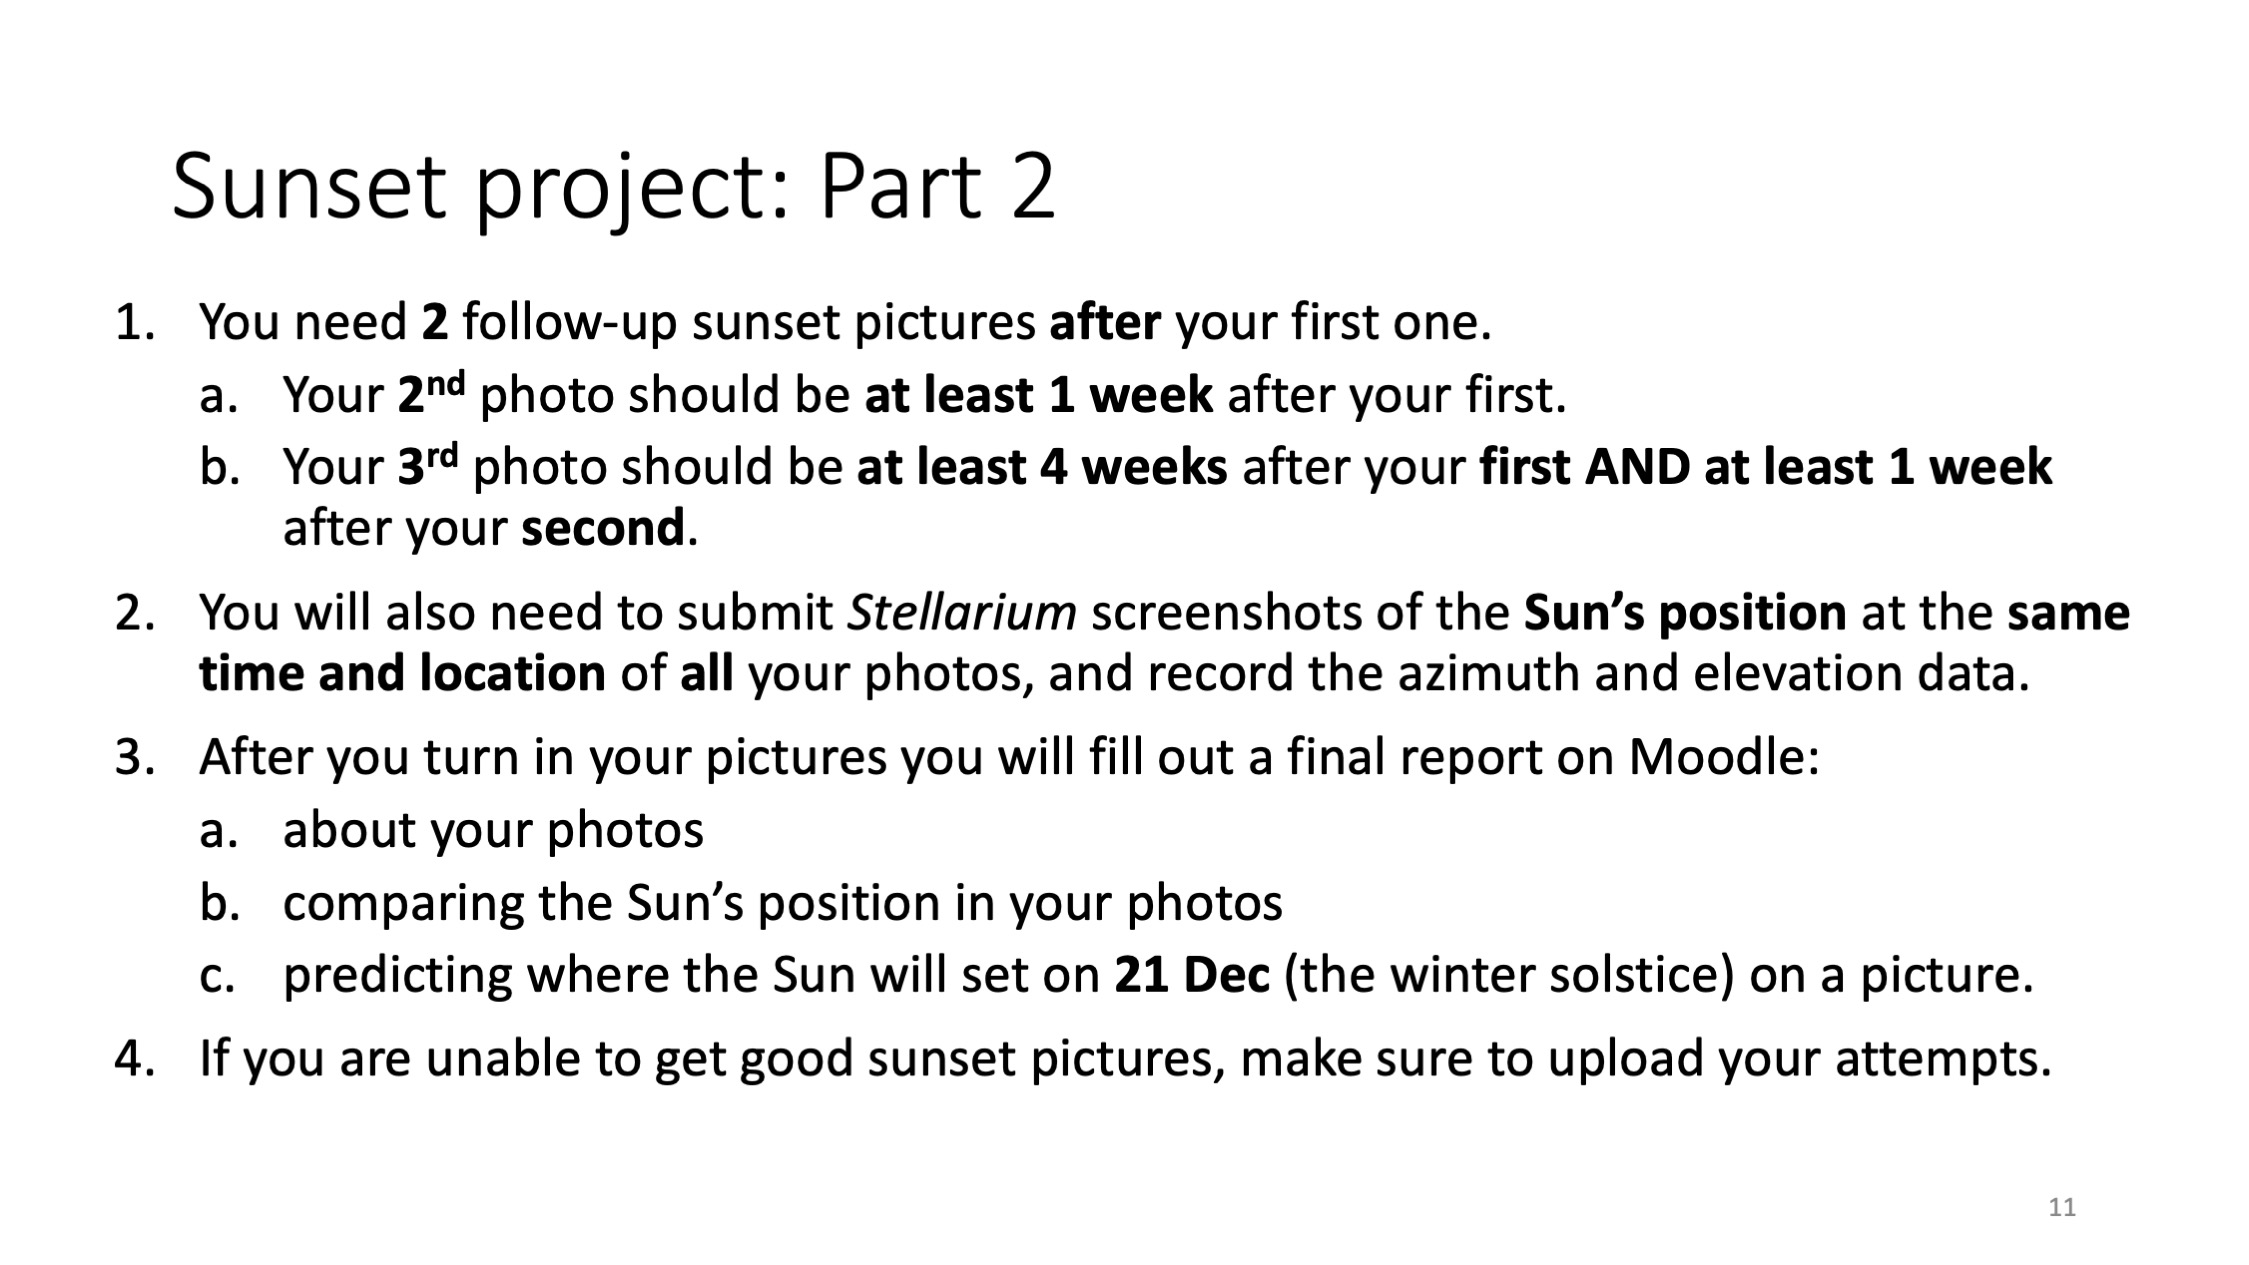 Sunset project: Part 2
1. You need 2 follow-up sunset pictures after your first one.
a. Your 2nd photo should be at least 1 week after your first.
b. Your 3rd photo should be at least 4 weeks after your first AND at least 1 week
after your second.
2. You will also need to submit Stellarium screenshots of the Sun’s position at the same
time and location of all your photos, and record the azimuth and elevation data.
3. After you turn in your pictures you will fill out a final report on Moodle:
a. about your photos
b. comparing the Sun’s position in your photos
c. predicting where the Sun will set on 21 Dec (the winter solstice) on a picture.
4. If you are unable to get good sunset pictures, make sure to upload your attempts.
11